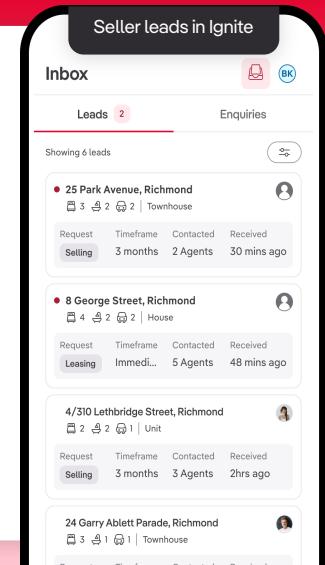 Seller leads in Ignite
Inbox
BK
Leads 2 Enquiries
Showing 6 leads
25 Park Avenue, Richmond
3 2 2 | Townhouse
Request Timeframe Contacted Received
Selling 3 months 2 Agents 30 mins ago
8 George Street, Richmond
4 2 2 | House
Request Timeframe Contacted Received
Leasing Immedi... 5 Agents 48 mins ago
4/310 Lethbridge Street, Richmond
2 2 1 | Unit
Request Timeframe Contacted Received
Selling 3 months 3 Agents 2hrs ago
24 Garry Ablett Parade, Richmond
3 1 1 | Townhouse